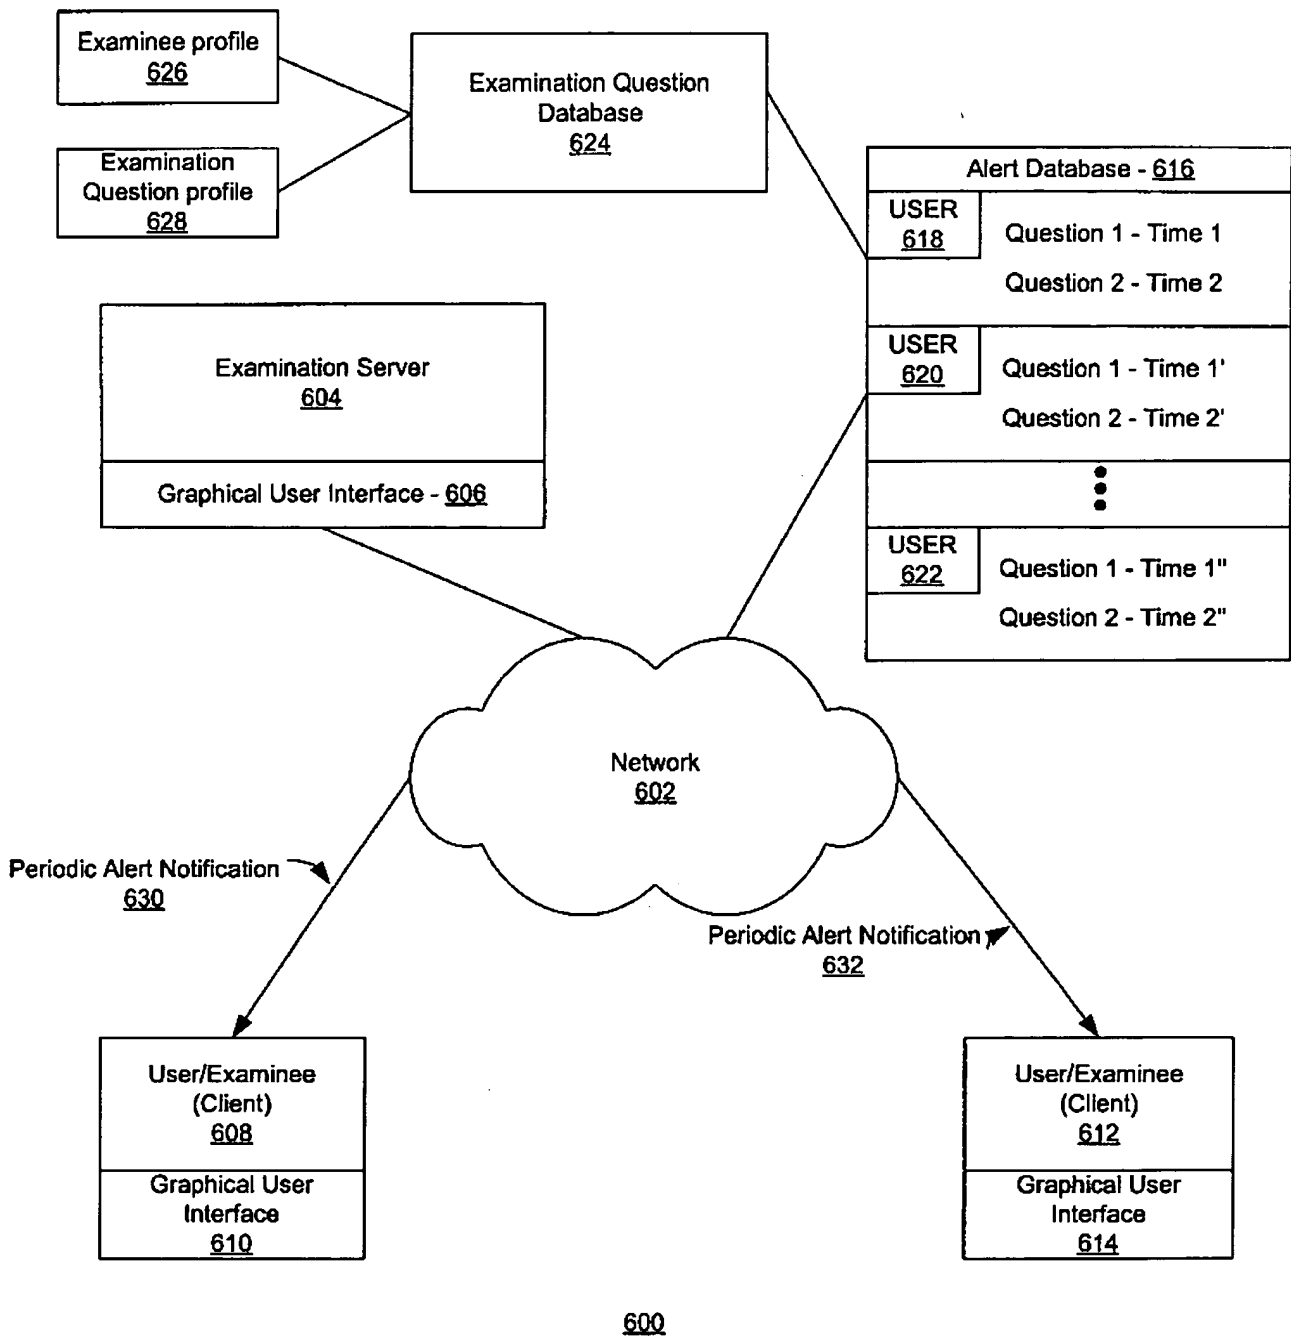 Examinee profile
626
Examination
Question profile
628
Examination Question
Database
624
Alert Database - 616
USER
618
Question 1 - Time 1
Question 2 - Time 2
USER
620
Question 1 - Time 1'
Question 2 - Time 2'
USER
622
Question 1 - Time 1"
Question 2 - Time 2"
Examination Server
604
Graphical User Interface - 606
Network
602
Periodic Alert Notification
630
Periodic Alert Notification
632
User/Examinee
(Client)
608
Graphical User
Interface
610
User/Examinee
(Client)
612
Graphical User
Interface
614
600